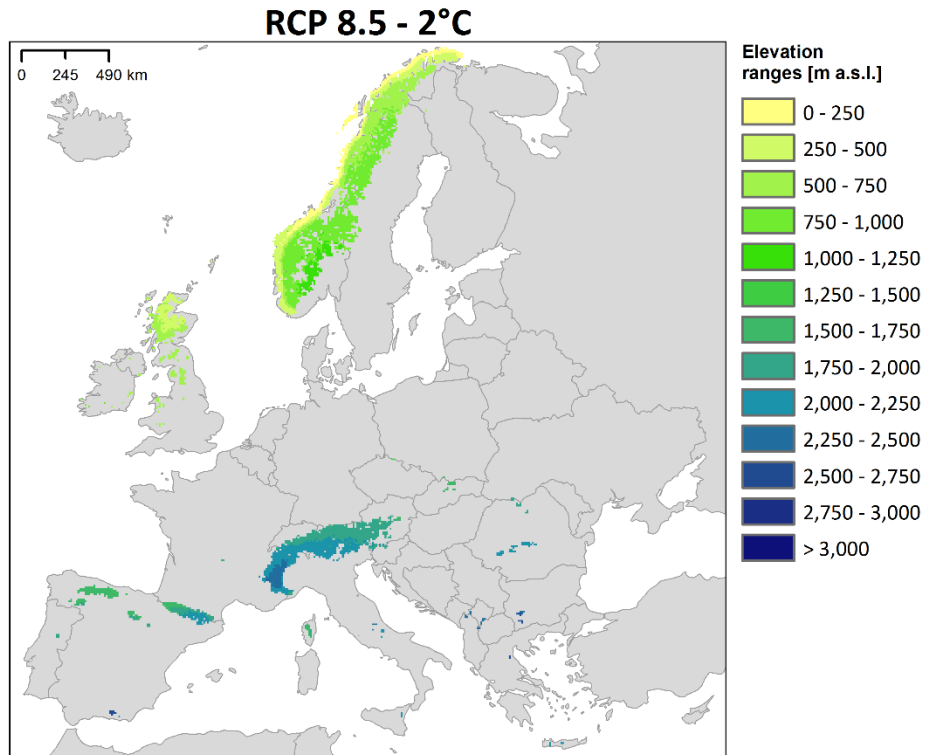 RCP 8.5 - 2°C
0 245 490 km
Elevation
ranges [m a.s.l.]
0 - 250
250 - 500
500 - 750
750 - 1,000
1,000 - 1,250
1,250 - 1,500
1,500 - 1,750
1,750 - 2,000
2,000 - 2,250
2,250 - 2,500
2,500 - 2,750
2,750 - 3,000
> 3,000